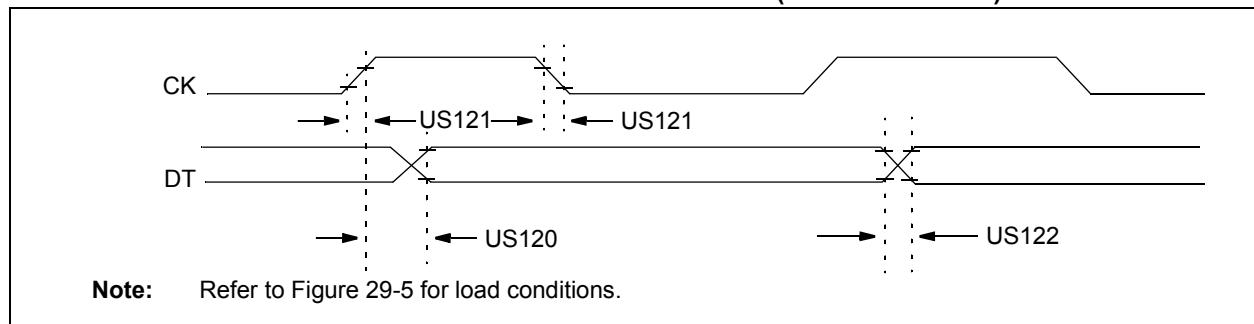 CK
US121
US121
DT
US120
US122
Note: Refer to Figure 29-5 for load conditions.